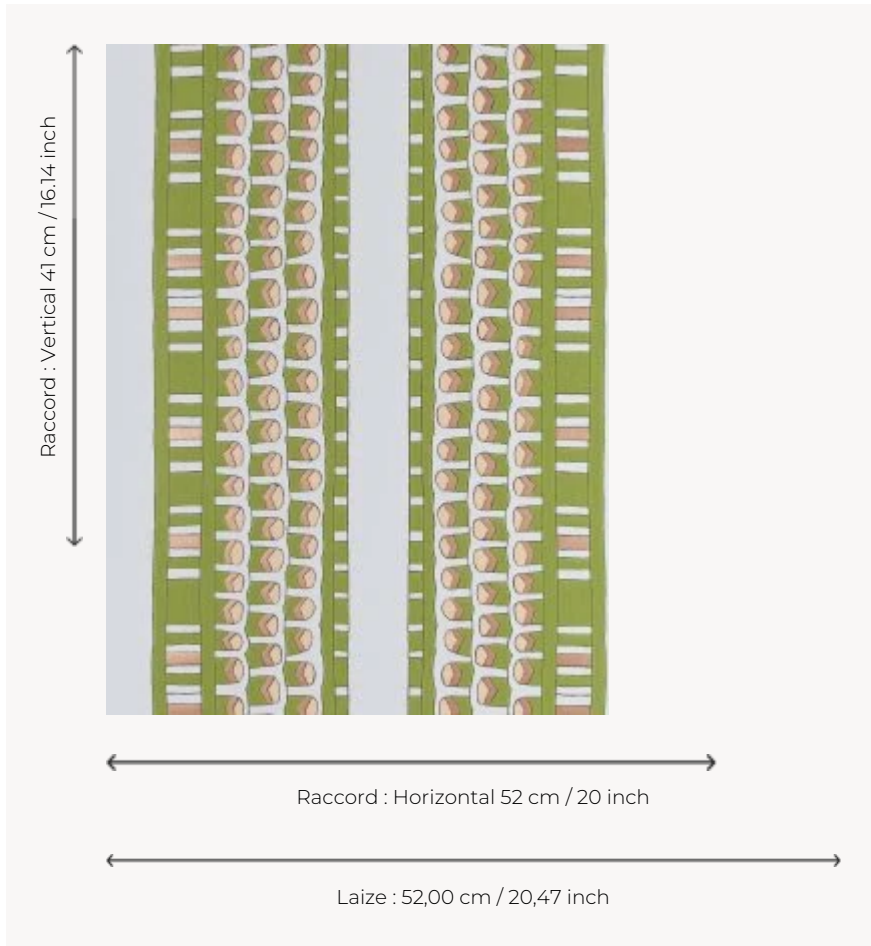 Raccord : Vertical 41 cm / 16.14 inch
Raccord : Horizontal 52 cm / 20 inch
Laize : 52,00 cm / 20,47 inch